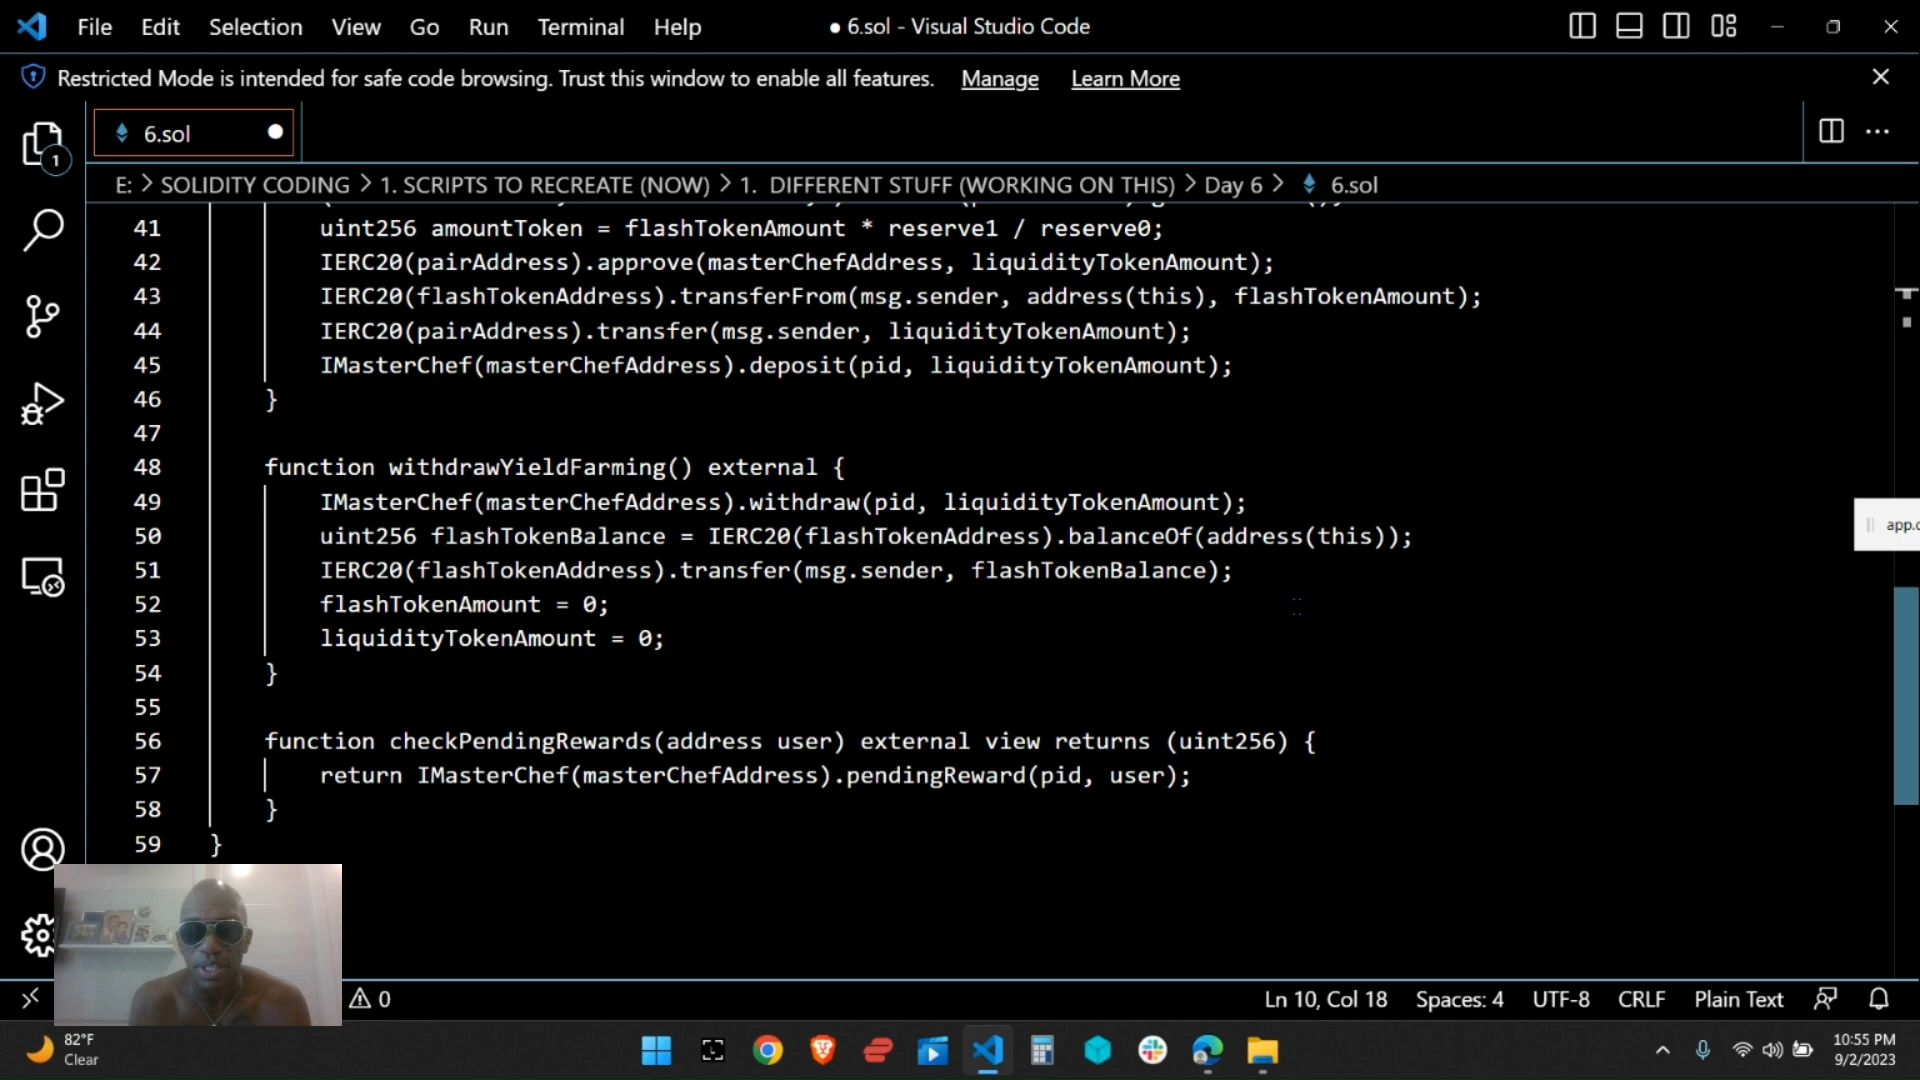 File Edit Selection View Go Run Terminal Help ● 6.sol - Visual Studio Code
Restricted Mode is intended for safe code browsing. Trust this window to enable all features. Manage Learn More
6.sol
1
E: > SOLIDITY CODING > 1. SCRIPTS TO RECREATE (NOW) > 1. DIFFERENT STUFF (WORKING ON THIS) > Day 6 > 6.sol
41 uint256 amountToken = flashTokenAmount * reserve1 / reserve0;
42 IERC20(pairAddress).approve(masterChefAddress, liquidityTokenAmount);
43 IERC20(flashTokenAddress).transferFrom(msg.sender, address(this), flashTokenAmount);
44 IERC20(pairAddress).transfer(msg.sender, liquidityTokenAmount);
45 IMasterChef(masterChefAddress).deposit(pid, liquidityTokenAmount);
46 }
47
48 function withdrawYieldFarming() external {
49 IMasterChef(masterChefAddress).withdraw(pid, liquidityTokenAmount);
50 uint256 flashTokenBalance = IERC20(flashTokenAddress).balanceOf(address(this));
51 IERC20(flashTokenAddress).transfer(msg.sender, flashTokenBalance);
52 flashTokenAmount = 0;
53 liquidityTokenAmount = 0;
54 }
55
56 function checkPendingRewards(address user) external view returns (uint256) {
57 return IMasterChef(masterChefAddress).pendingReward(pid, user);
58 }
59 }
app.
0 Ln 10, Col 18 Spaces: 4 UTF-8 CRLF Plain Text
82°F
Clear
10:55 PM
9/2/2023